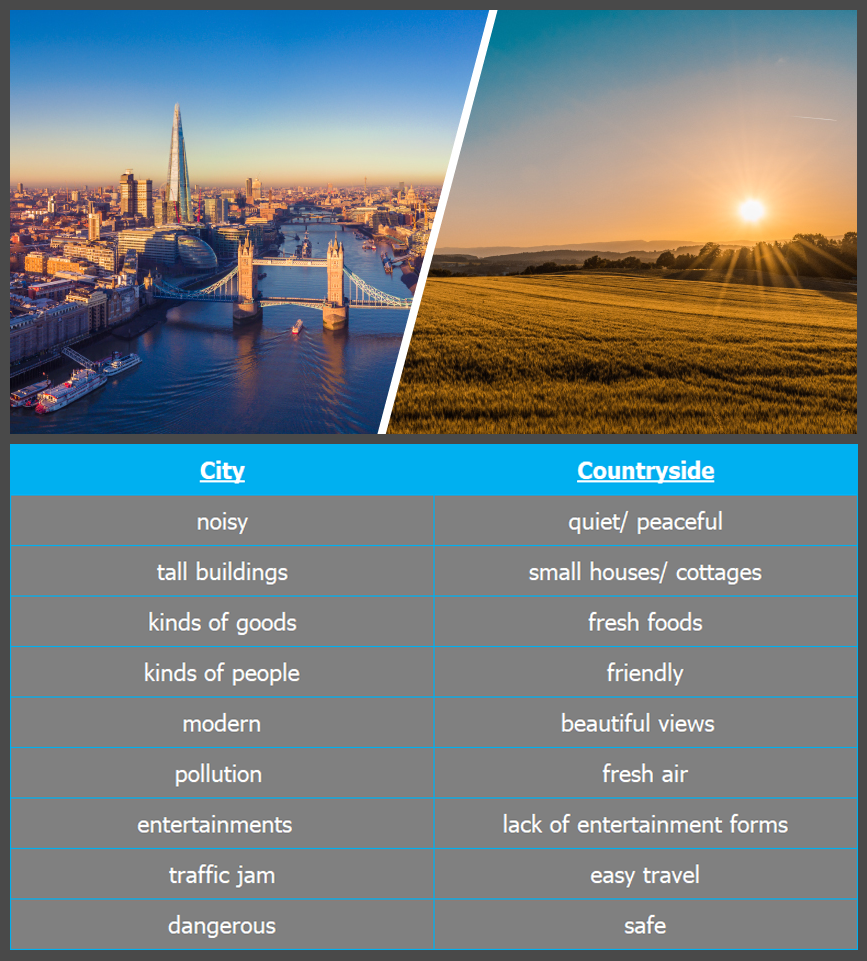 City Countryside
noisy quiet/ peaceful
tall buildings small houses/ cottages
kinds of goods fresh foods
kinds of people friendly
modern beautiful views
pollution fresh air
entertainments lack of entertainment forms
traffic jam easy travel
dangerous safe